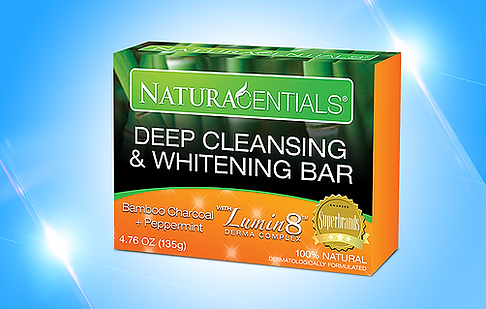 NATURACENTIALS®
DEEP CLEANSING
& WHITENING BAR
Bamboo Charcoal
+ Peppermint
WITH Lumin8™
DERMA COMPLEX
4.76 OZ (135g)
AWARDED
Superbrands
100% NATURAL
DERMATOLOGICALLY FORMULATED